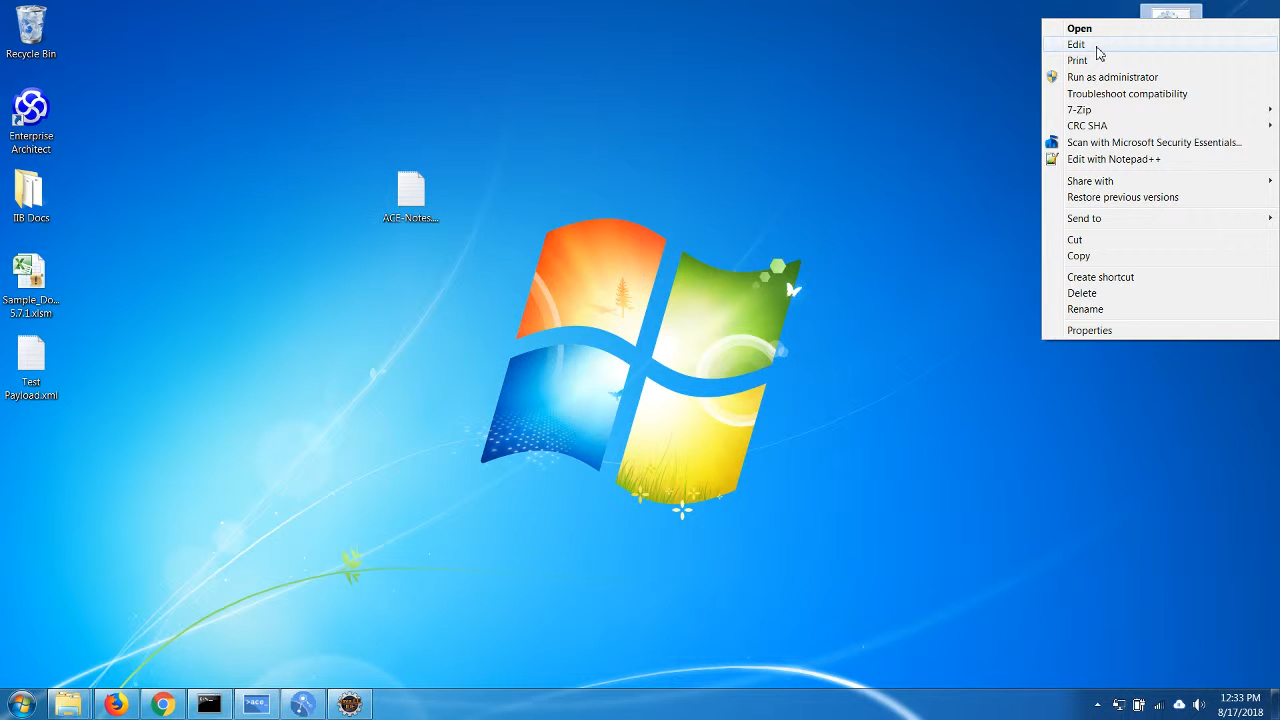 Recycle Bin
Enterprise
Architect
IIB Docs
Sample_Do...
5.7.1.xlsm
Test
Payload.xml
ACE-Notes....
Open
Edit
Print
Run as administrator
Troubleshoot compatibility
7-Zip
CRC SHA
Scan with Microsoft Security Essentials...
Edit with Notepad++
Share with
Restore previous versions
Send to
Cut
Copy
Create shortcut
Delete
Rename
Properties
>ace_
12:33 PM
8/17/2018